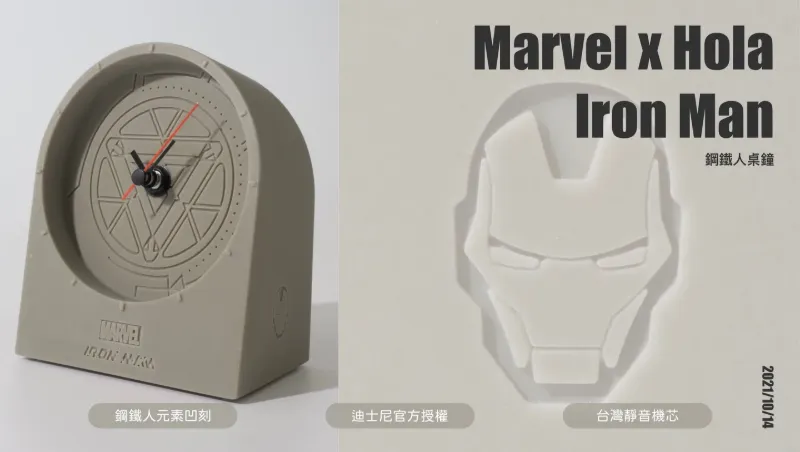 Marvel x Hola
Iron Man
鋼鐵人桌鐘
MARVEL
IRON MAN
鋼鐵人元素凹刻
迪士尼官方授權
台灣靜音機芯
2021/10/14